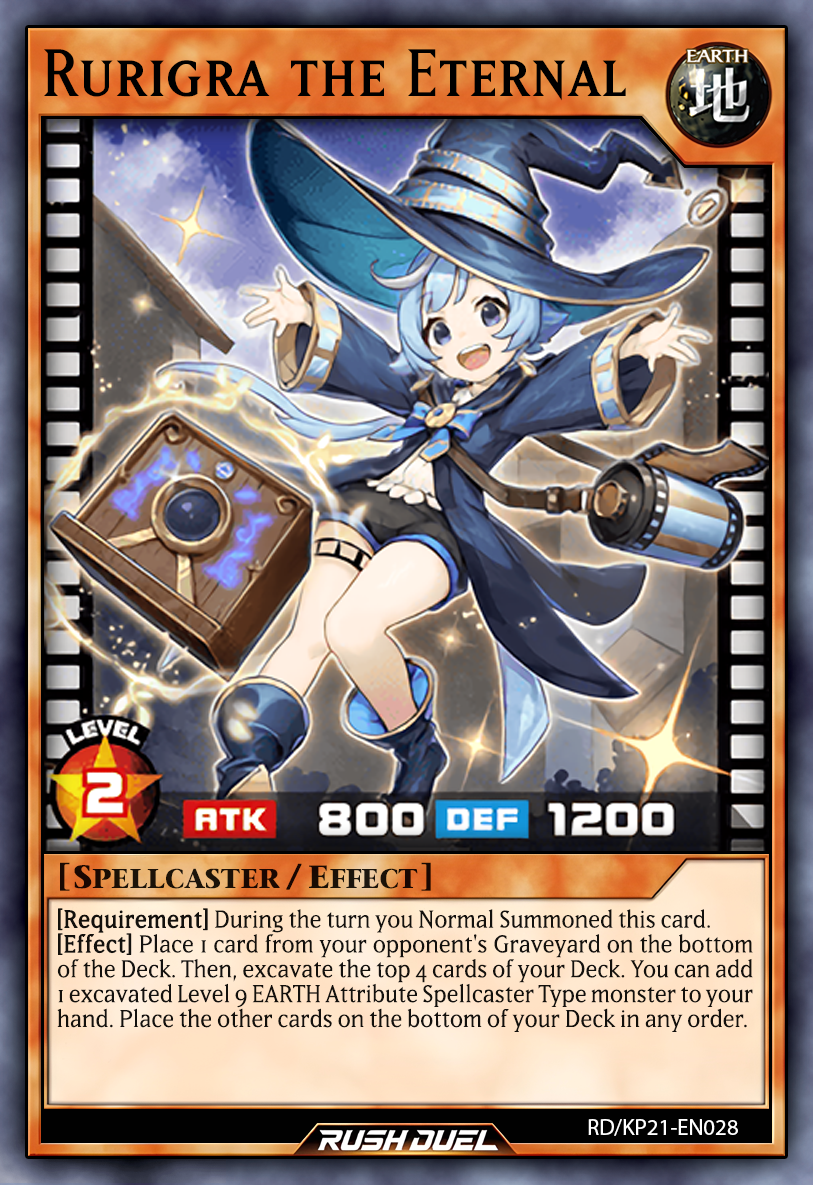 Rurigra the Eternal
EARTH
地
LEVEL
2
ATK 800 DEF 1200
[Spellcaster / Effect]
[Requirement] During the turn you Normal Summoned this card.
[Effect] Place 1 card from your opponent's Graveyard on the bottom
of the Deck. Then, excavate the top 4 cards of your Deck. You can add
1 excavated Level 9 EARTH Attribute Spellcaster Type monster to your
hand. Place the other cards on the bottom of your Deck in any order.
RD/KP21-EN028
RUSH DUEL